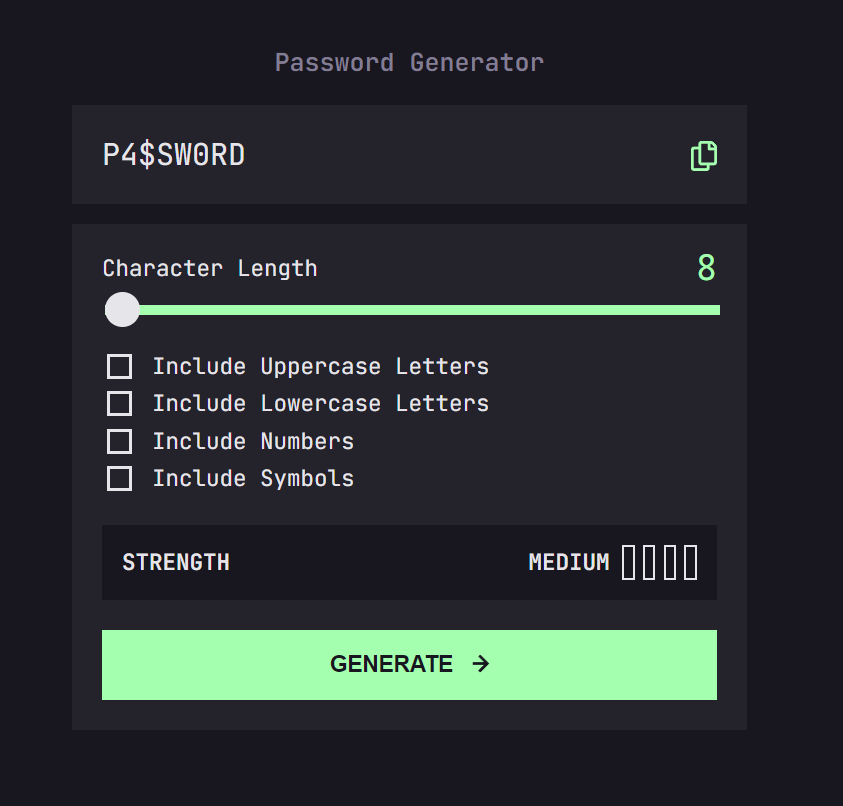 Password Generator
P4$SW0RD
Character Length 8
Include Uppercase Letters
Include Lowercase Letters
Include Numbers
Include Symbols
STRENGTH MEDIUM
GENERATE →